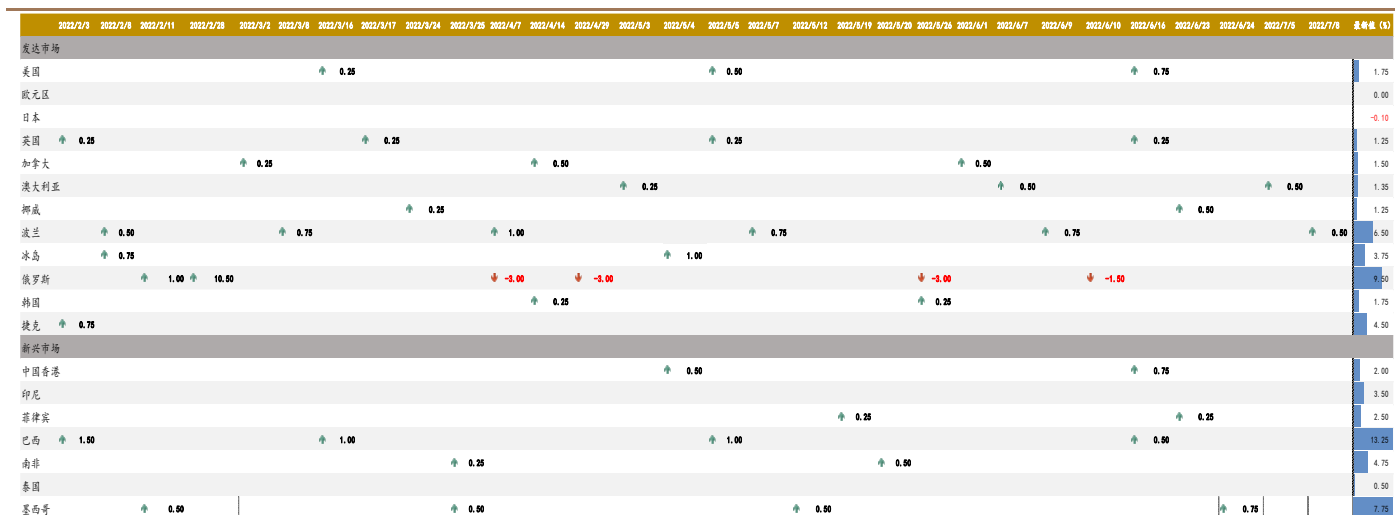 2022/2/3 2022/2/8 2022/2/11 2022/2/28 2022/3/2 2022/3/8 2022/3/16 2022/3/17 2022/3/24 2022/3/25 2022/4/7 2022/4/14 2022/4/29 2022/5/3 2022/5/4 2022/5/5 2022/5/7 2022/5/12 2022/5/19 2022/5/20 2022/5/26 2022/6/1 2022/6/7 2022/6/9 2022/6/10 2022/6/16 2022/6/23 2022/6/24 2022/7/5 2022/7/8 最新值 (%)
发达市场
美国 0.25 0.50 0.75 1.75
欧元区 0.00
日本 -0.10
英国 0.25 0.25 0.25 0.25 1.25
加拿大 0.25 0.50 0.50 1.50
澳大利亚 0.25 0.50 0.50 1.35
挪威 0.25 0.50 1.25
波兰 0.50 0.75 1.00 0.75 0.75 0.50 6.50
冰岛 0.75 1.00 3.75
俄罗斯 1.00 10.50 -3.00 -3.00 -3.00 -1.50 9.50
韩国 0.25 0.25 1.75
捷克 0.75 4.50
新兴市场
中国香港 0.50 0.75 2.00
印尼 3.50
菲律宾 0.25 0.25 2.50
巴西 1.50 1.00 1.00 0.50 13.25
南非 0.25 0.50 4.75
泰国 0.50
墨西哥 0.50 0.50 0.50 0.75 7.75